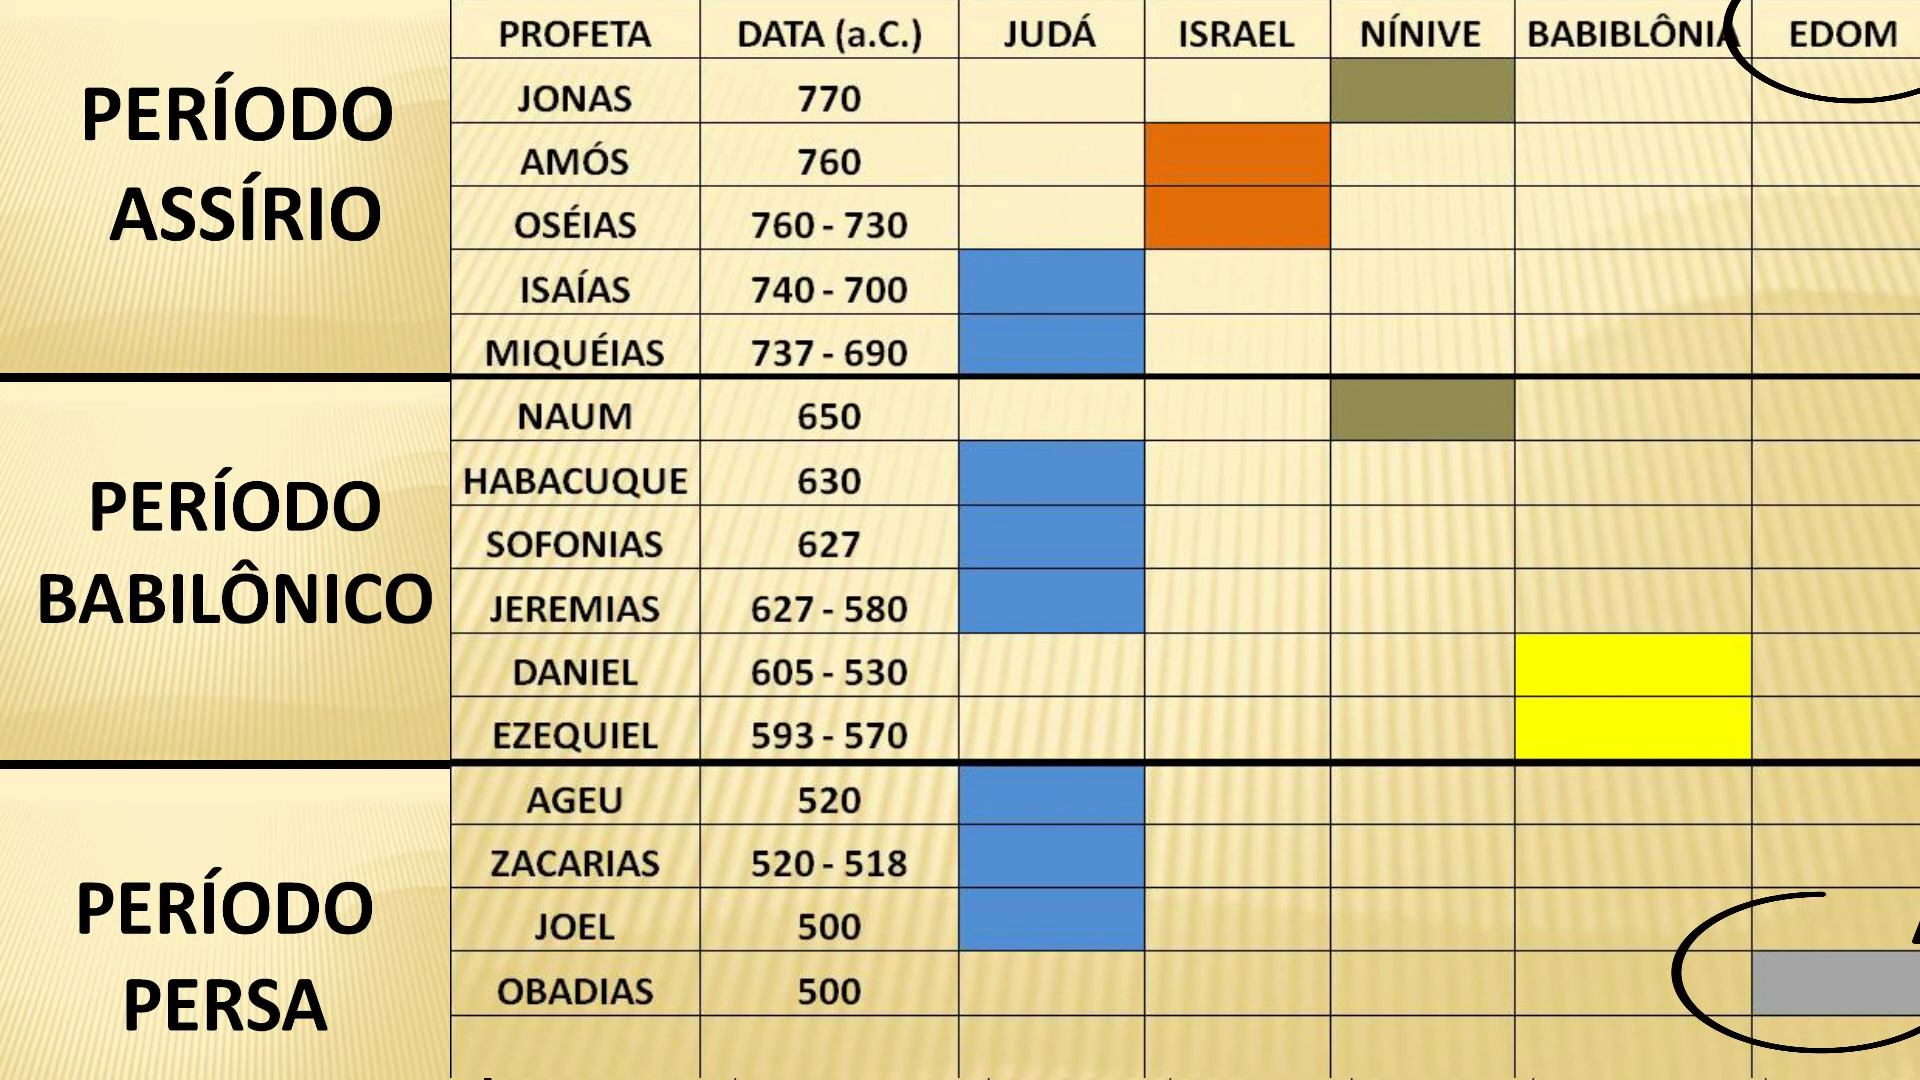 PROFETA DATA (a.C.) JUDÁ ISRAEL NÍNIVE BABIBLÔNIA EDOM
PERÍODO
ASSÍRIO
JONAS 770
AMÓS 760
OSÉIAS 760 - 730
ISAÍAS 740 - 700
MIQUÉIAS 737 - 690
PERÍODO
BABILÔNICO
NAUM 650
HABACUQUE 630
SOFONIAS 627
JEREMIAS 627 - 580
DANIEL 605 - 530
EZEQUIEL 593 - 570
PERÍODO
PERSA
AGEU 520
ZACARIAS 520 - 518
JOEL 500
OBADIAS 500